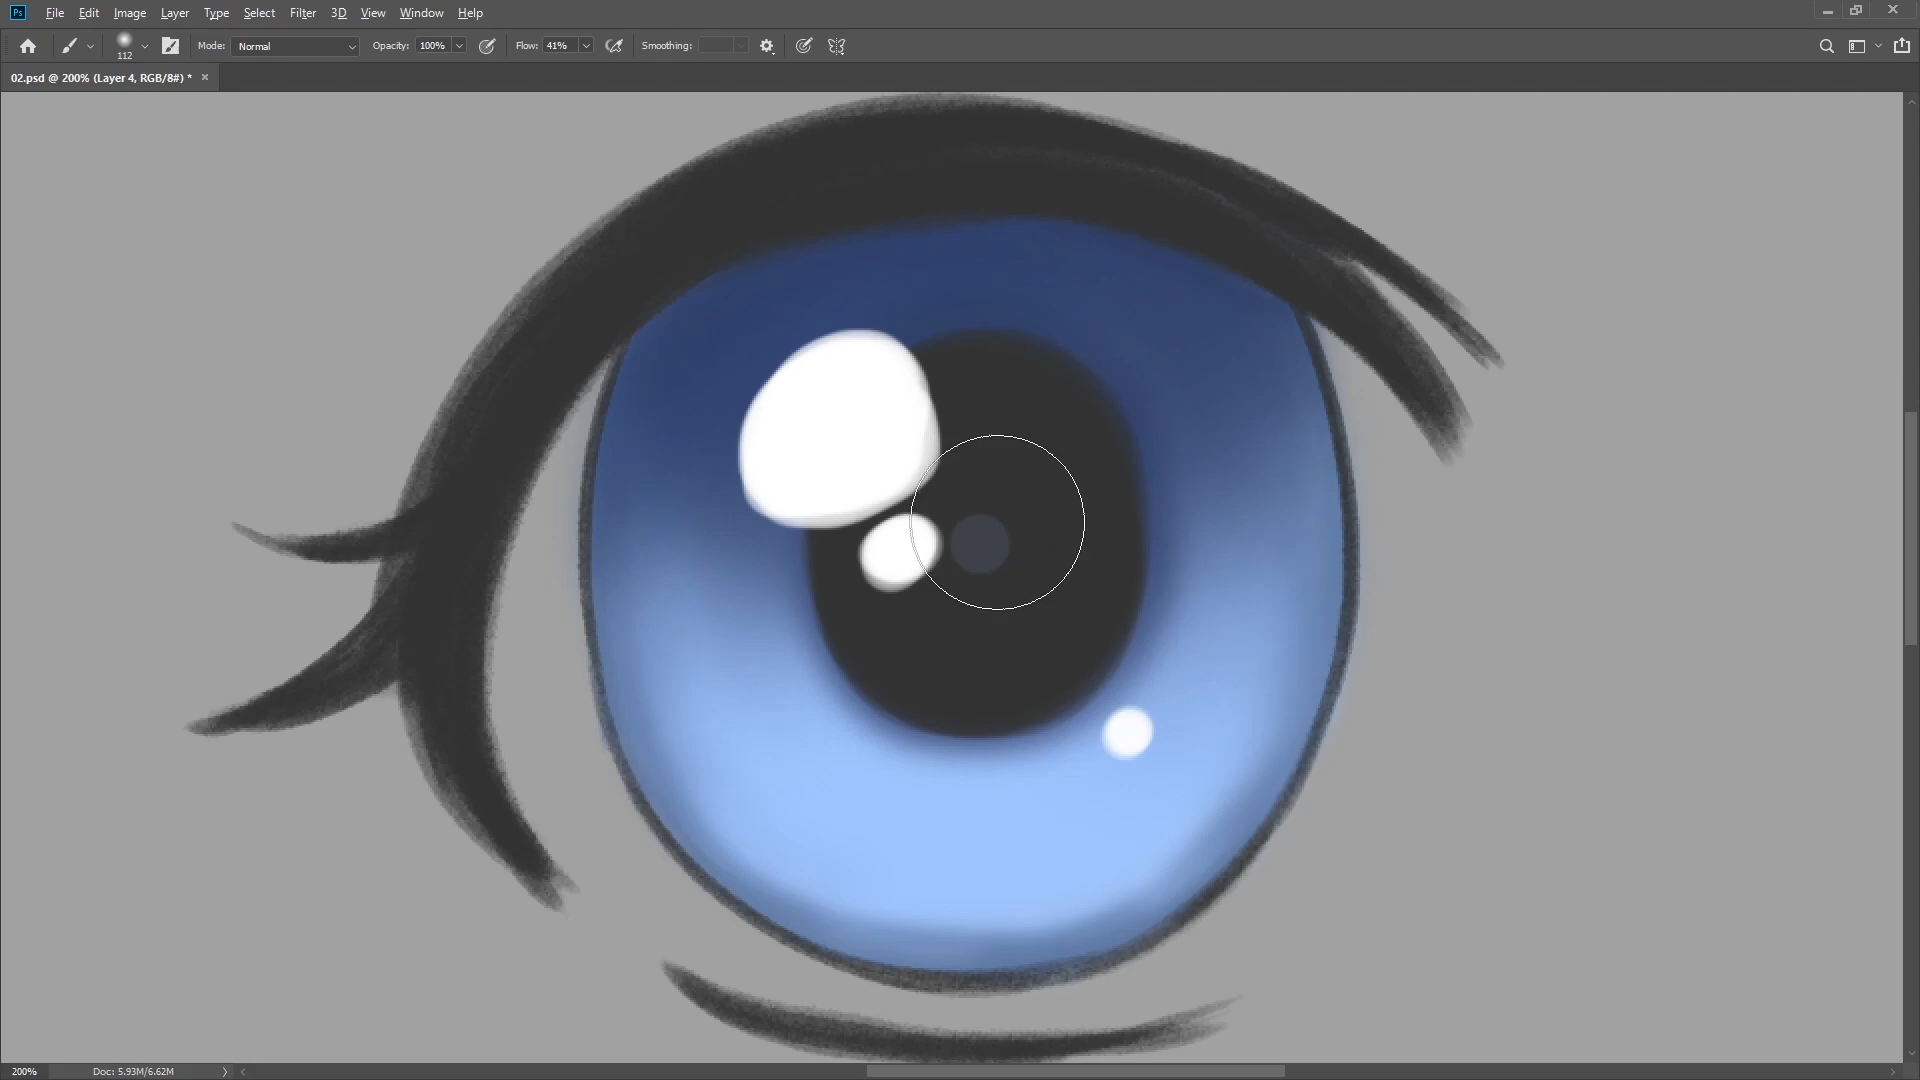 Ps File Edit Image Layer Type Select Filter 3D View Window Help
112 Mode: Normal Opacity: 100% Flow: 41% Smoothing:
02.psd @ 200% (Layer 4, RGB/8#) * ×
200% Doc: 5.93M/6.62M